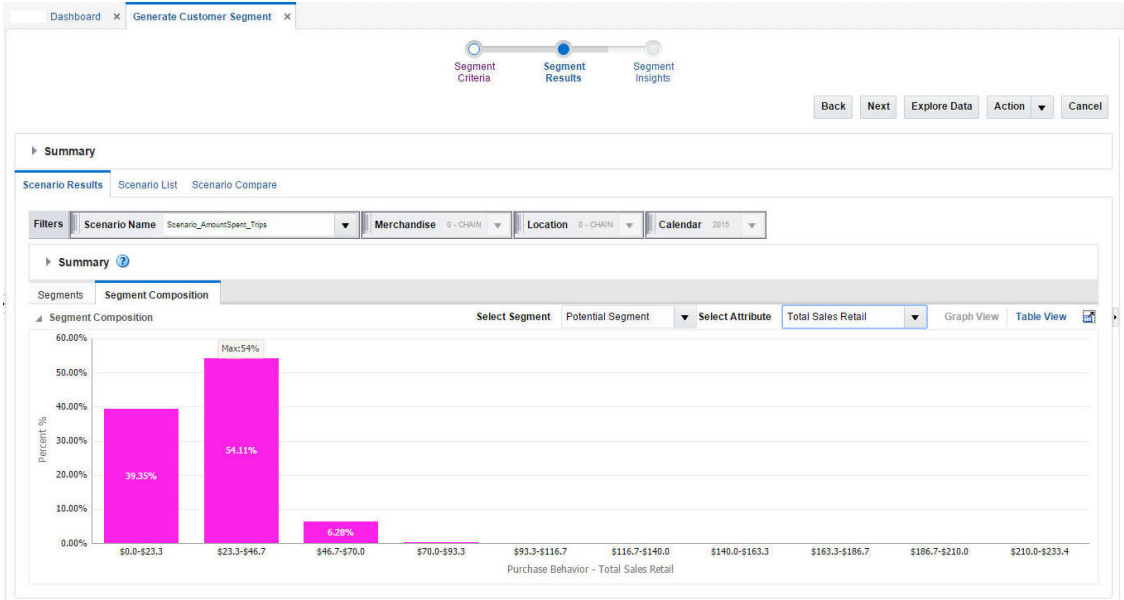 Dashboard × Generate Customer Segment ×
Segment Criteria Segment Results Segment Insights
Back Next Explore Data Action Cancel
Summary
Scenario Results Scenario List Scenario Compare
Filters Scenario Name Scenario_AmountSpent_Trips Merchandise 0 - CHAIN Location 0 - CHAIN Calendar 2015
Summary ?
Segments Segment Composition
Segment Composition Select Segment Potential Segment Select Attribute Total Sales Retail Graph View Table View
60.00%
Max:54%
50.00%
40.00%
Percent %
30.00%
54.11%
20.00%
39.35%
10.00%
6.28%
0.00%
$0.0-$23.3 $23.3-$46.7 $46.7-$70.0 $70.0-$93.3 $93.3-$116.7 $116.7-$140.0 $140.0-$163.3 $163.3-$186.7 $186.7-$210.0 $210.0-$233.4
Purchase Behavior - Total Sales Retail